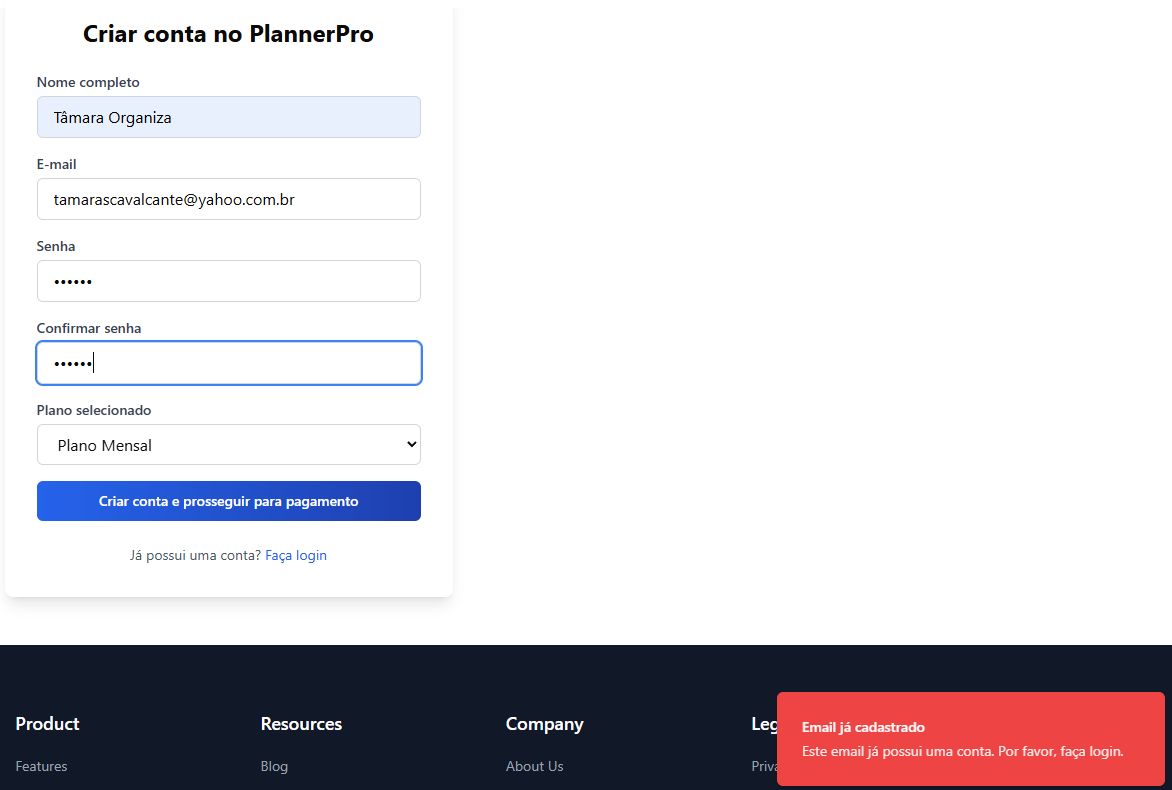 Criar conta no PlannerPro
Nome completo
Tâmara Organiza
E-mail
tamarascavalcante@yahoo.com.br
Senha
••••••
Confirmar senha
••••••
Plano selecionado
Plano Mensal
Criar conta e prosseguir para pagamento
Já possui uma conta? Faça login
Product
Resources
Company
Leg
Features
Blog
About Us
Priva
Email já cadastrado
Este email já possui uma conta. Por favor, faça login.